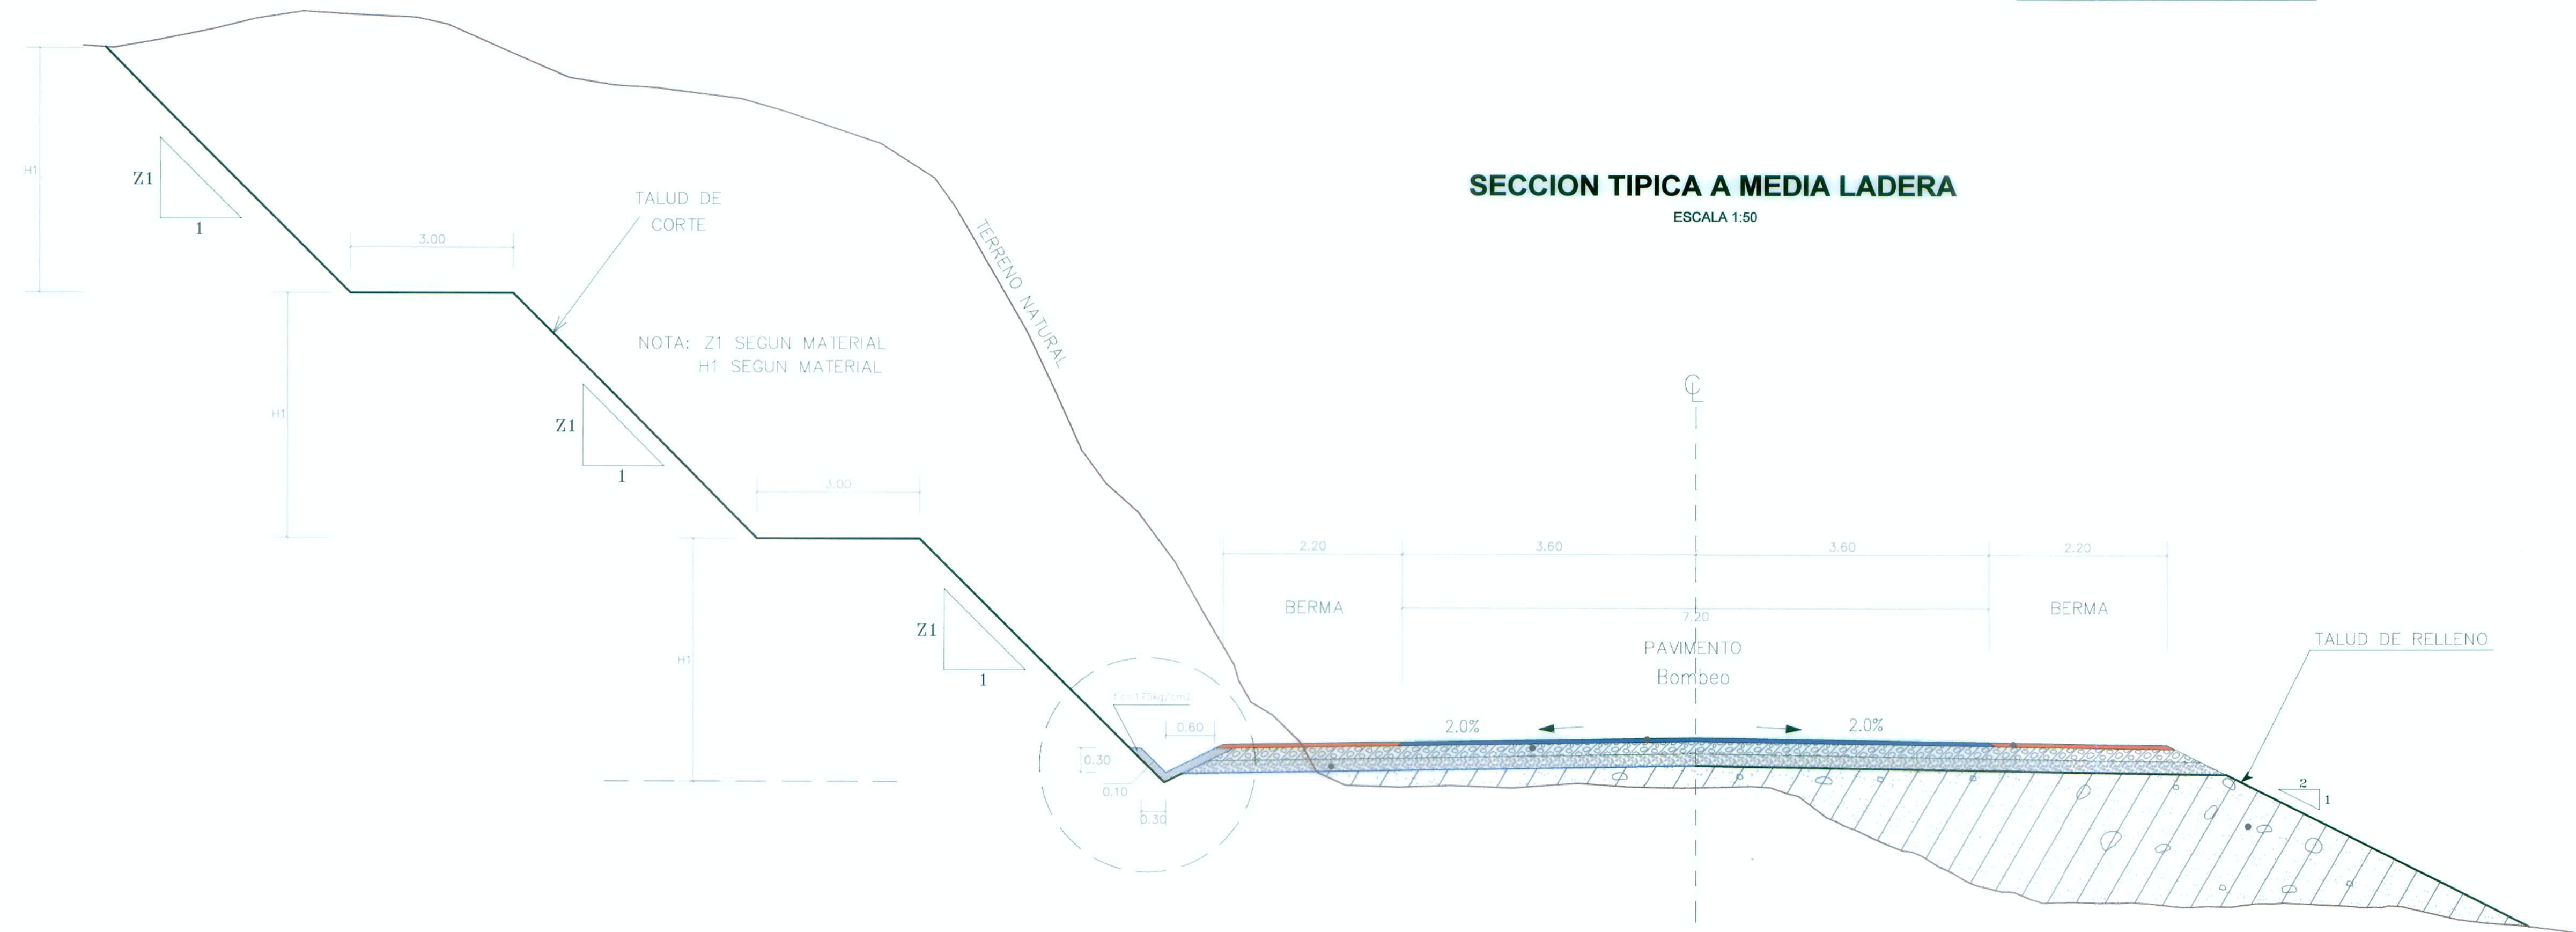 SECCION TIPICA A MEDIA LADERA
ESCALA 1:50
H1
Z1
1
TALUD DE
CORTE
3.00
TERRENO NATURAL
NOTA: Z1 SEGUN MATERIAL
H1 SEGUN MATERIAL
H1
Z1
1
3.00
H1
Z1
1
f'c=175kg/cm2
0.60
0.30
0.10
0.30
℄
2.20
3.60
3.60
2.20
BERMA
7.20
BERMA
PAVIMENTO
Bombeo
2.0%
2.0%
TALUD DE RELLENO
2
1